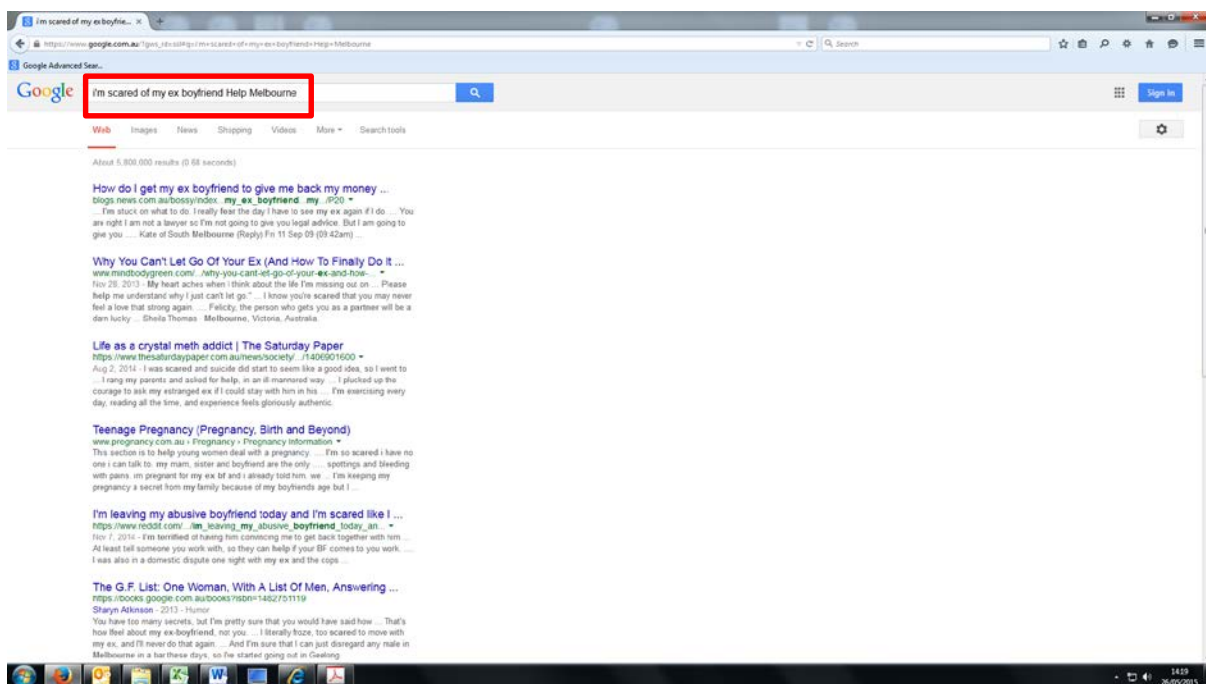 i'm scared of my ex boyfrie... × +
https://www.google.com.au/?gws_rd=ssl#q=i'm+scared+of+my+ex+boyfriend+Help+Melbourne
Search
Google Advanced Sear...
Google
i'm scared of my ex boyfriend Help Melbourne
Sign in
Web Images News Shopping Videos More Search tools
About 5,800,000 results (0.68 seconds)
How do I get my ex boyfriend to give me back my money ...
blogs.news.com.au/bossy/index...my_ex_boyfriend...my.../P20
... I'm stuck on what to do. I really fear the day I have to see my ex again if I do .... You
are right I am not a lawyer so I'm not going to give you legal advice. But I am going to
give you ..... Kate of South Melbourne (Reply) Fri 11 Sep 09 (09:42am) ...
Why You Can't Let Go Of Your Ex (And How To Finally Do It ...
www.mindbodygreen.com/.../why-you-cant-let-go-of-your-ex-and-how-...
Nov 28, 2013 - My heart aches when I think about the life I'm missing out on .... Please
help me understand why I just can't let go." ... I know you're scared that you may never
feel a love that strong again. .... Felicity, the person who gets you as a partner will be a
darn lucky ... Sheila Thomas · Melbourne, Victoria, Australia.
Life as a crystal meth addict | The Saturday Paper
https://www.thesaturdaypaper.com.au/news/society/.../1406901600
Aug 2, 2014 - I was scared and suicide did start to seem like a good idea, so I went to
... I rang my parents and asked for help, in an ill-mannered way .... I plucked up the
courage to ask my estranged ex if I could stay with him in his .... I'm exercising every
day, reading all the time, and experience feels gloriously authentic.
Teenage Pregnancy (Pregnancy, Birth and Beyond)
www.pregnancy.com.au › Pregnancy › Pregnancy Information
This section is to help young women deal with a pregnancy. .... I'm so scared i have no
one i can talk to. my mam, sister and boyfriend are the only ..... spottings and bleeding
with pains. im pregnant for my ex bf and i already told him. we ... I'm keeping my
pregnancy a secret from my family because of my boyfriends age but I ...
I'm leaving my abusive boyfriend today and I'm scared like I ...
https://www.reddit.com/.../im_leaving_my_abusive_boyfriend_today_an...
Nov 7, 2014 - I'm terrified of having him convincing me to get back together with him ...
At least tell someone you work with, so they can help if your BF comes to you work. ....
I was also in a domestic dispute one night with my ex and the cops ...
The G.F. List: One Woman, With A List Of Men, Answering ...
https://books.google.com.au/books?isbn=1482751119
Sharyn Atkinson - 2013 - Humor
You have too many secrets, but I'm pretty sure that you would have said how ... That's
how Ifeel about my ex-boyfriend, not you. ... I literally froze, too scared to move with
my ex, and I'll never do that again. ... And I'm sure that I can just disregard any male in
Melbourne in a bar these days, so I've started going out in Geelong
14:19
26/05/2015